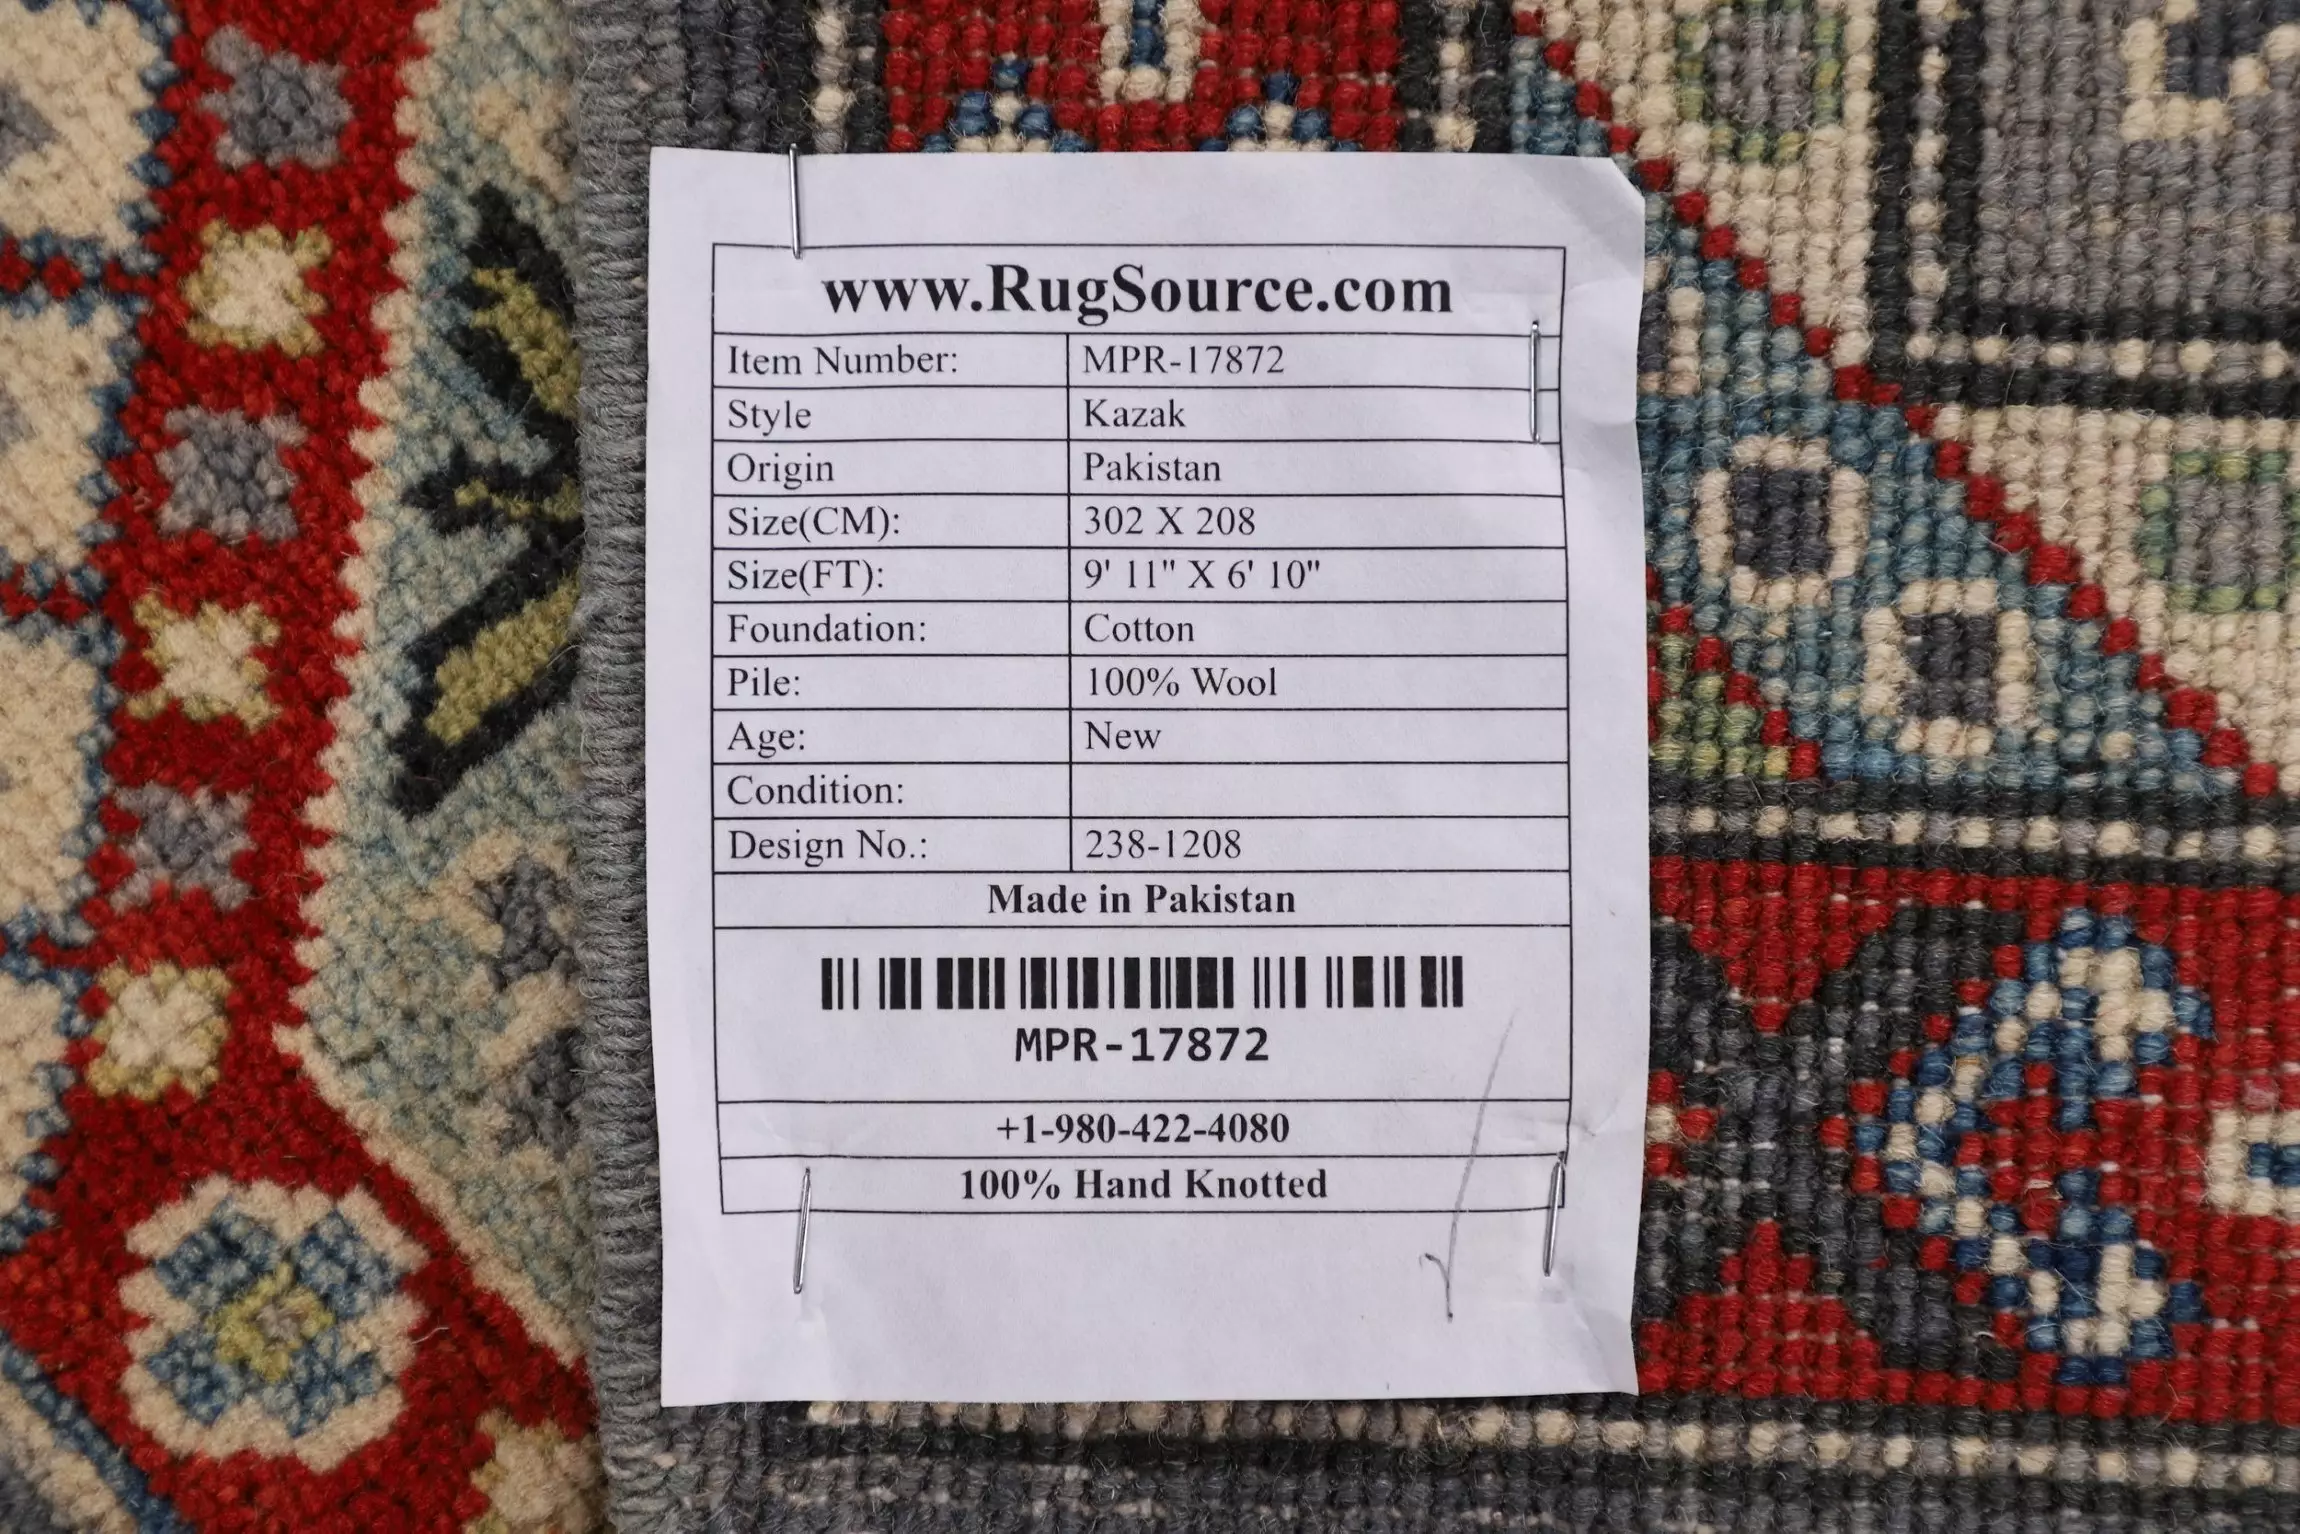 www.RugSource.com
Item Number: MPR-17872
Style Kazak
Origin Pakistan
Size(CM): 302 X 208
Size(FT): 9' 11" X 6' 10"
Foundation: Cotton
Pile: 100% Wool
Age: New
Condition:
Design No.: 238-1208
Made in Pakistan
MPR-17872
+1-980-422-4080
100% Hand Knotted